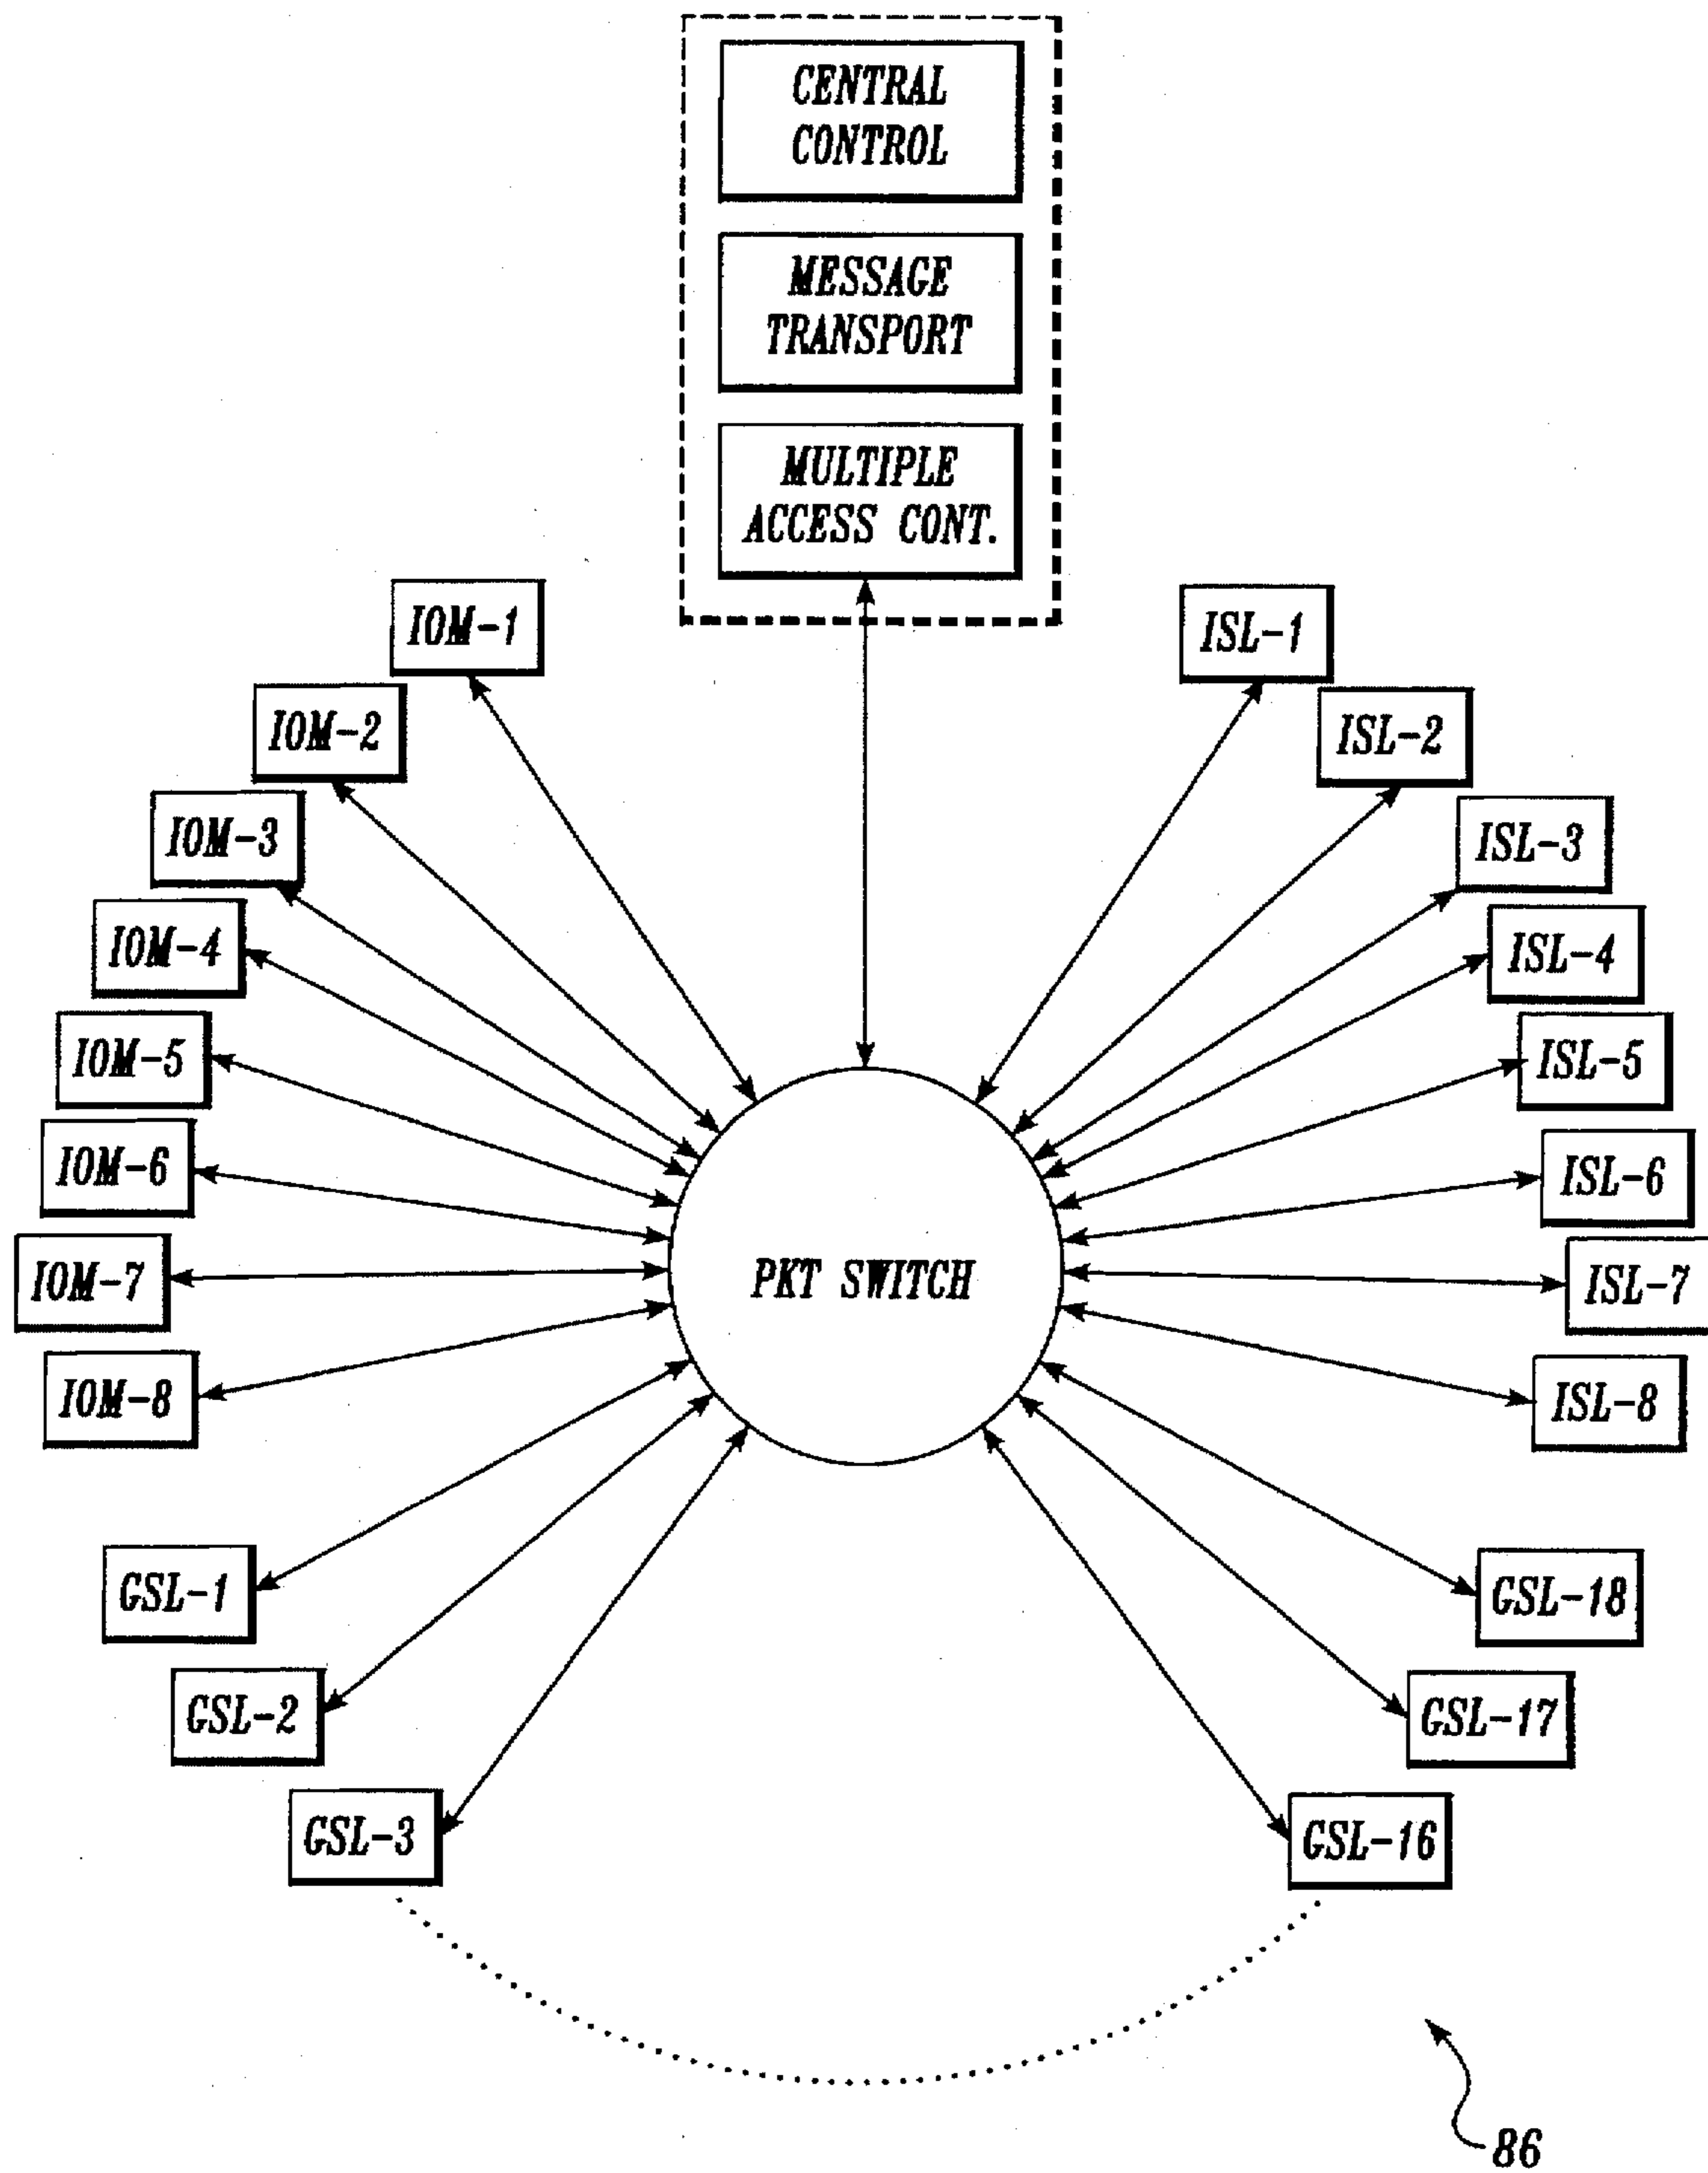 CENTRAL
CONTROL
MESSAGE
TRANSPORT
MULTIPLE
ACCESS CONT.
IOM-1
IOM-2
IOM-3
IOM-4
IOM-5
IOM-6
IOM-7
IOM-8
ISL-1
ISL-2
ISL-3
ISL-4
ISL-5
ISL-6
ISL-7
ISL-8
PKT SWITCH
GSL-1
GSL-2
GSL-3
GSL-18
GSL-17
GSL-16
86